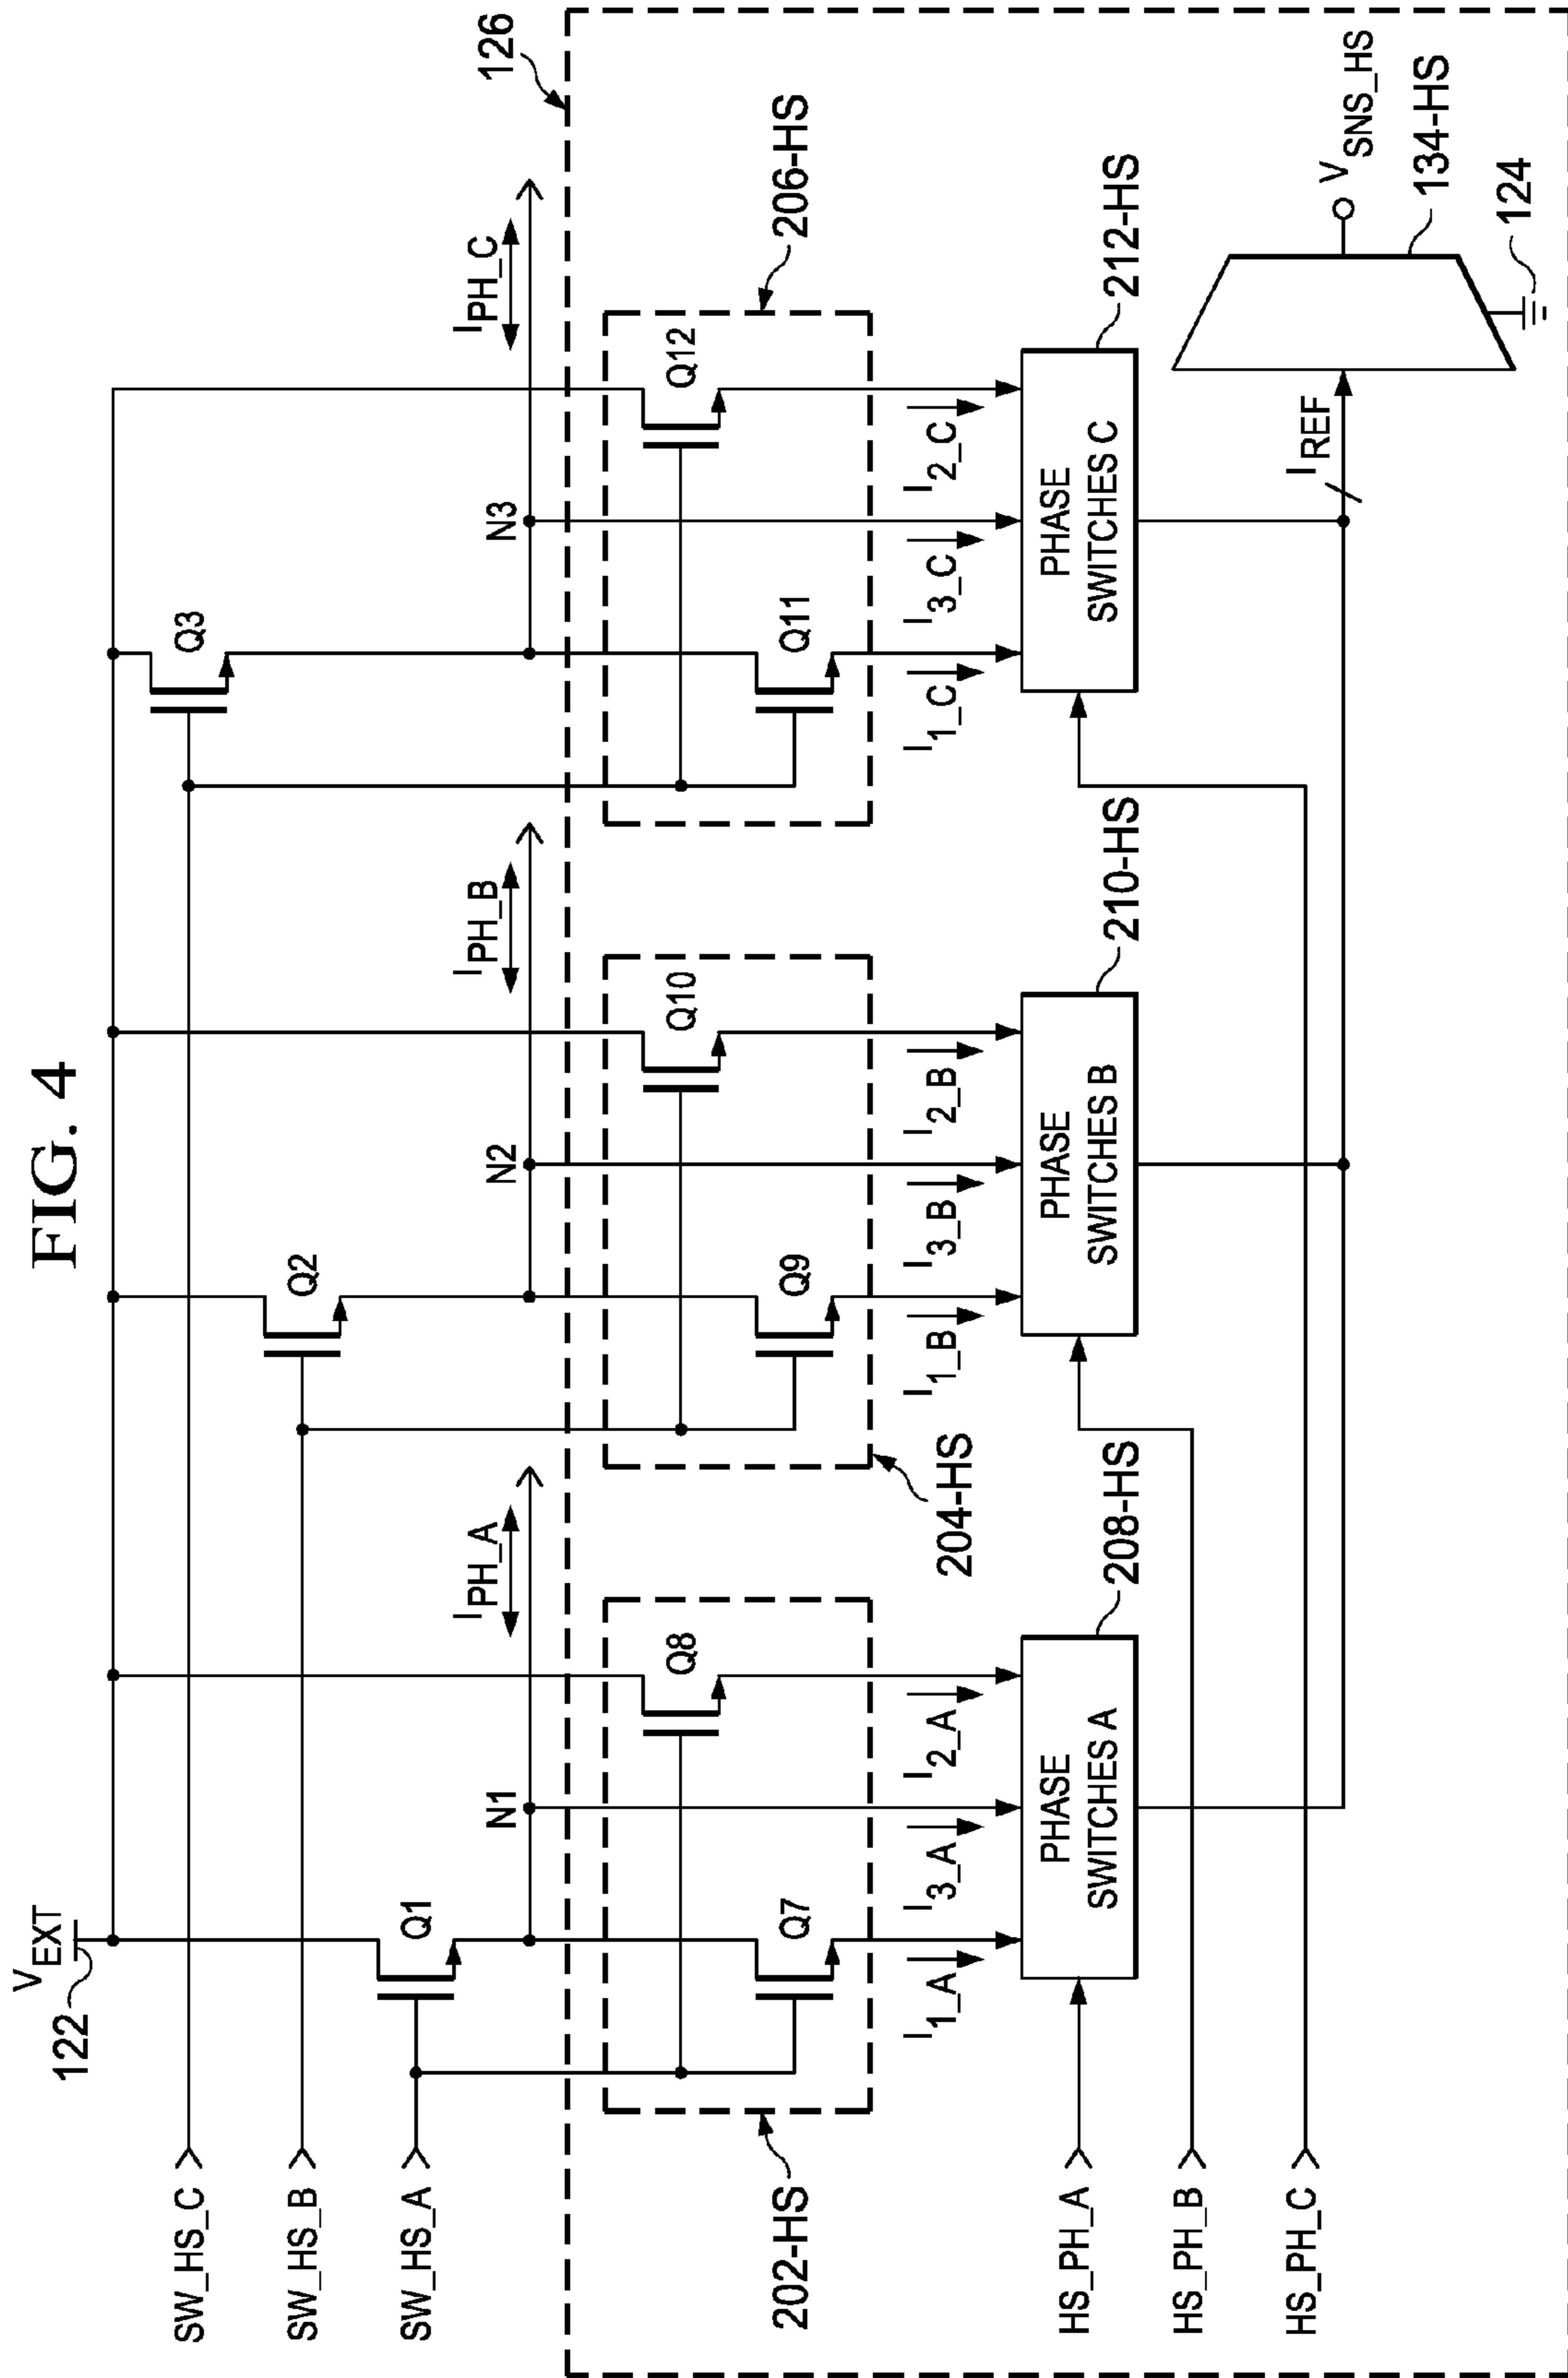 FIG. 4
V_EXT
122
SW_HS_C
SW_HS_B
SW_HS_A
Q1
Q2
Q3
N1
I_PH_A
N2
I_PH_B
N3
I_PH_C
126
202-HS
Q7
Q8
204-HS
Q9
Q10
206-HS
Q11
Q12
I_1_A
I_3_A
I_2_A
I_1_B
I_3_B
I_2_B
I_1_C
I_3_C
I_2_C
PHASE
SWITCHES A
208-HS
PHASE
SWITCHES B
210-HS
PHASE
SWITCHES C
212-HS
HS_PH_A
HS_PH_B
HS_PH_C
I_REF
V_SNS_HS
134-HS
124